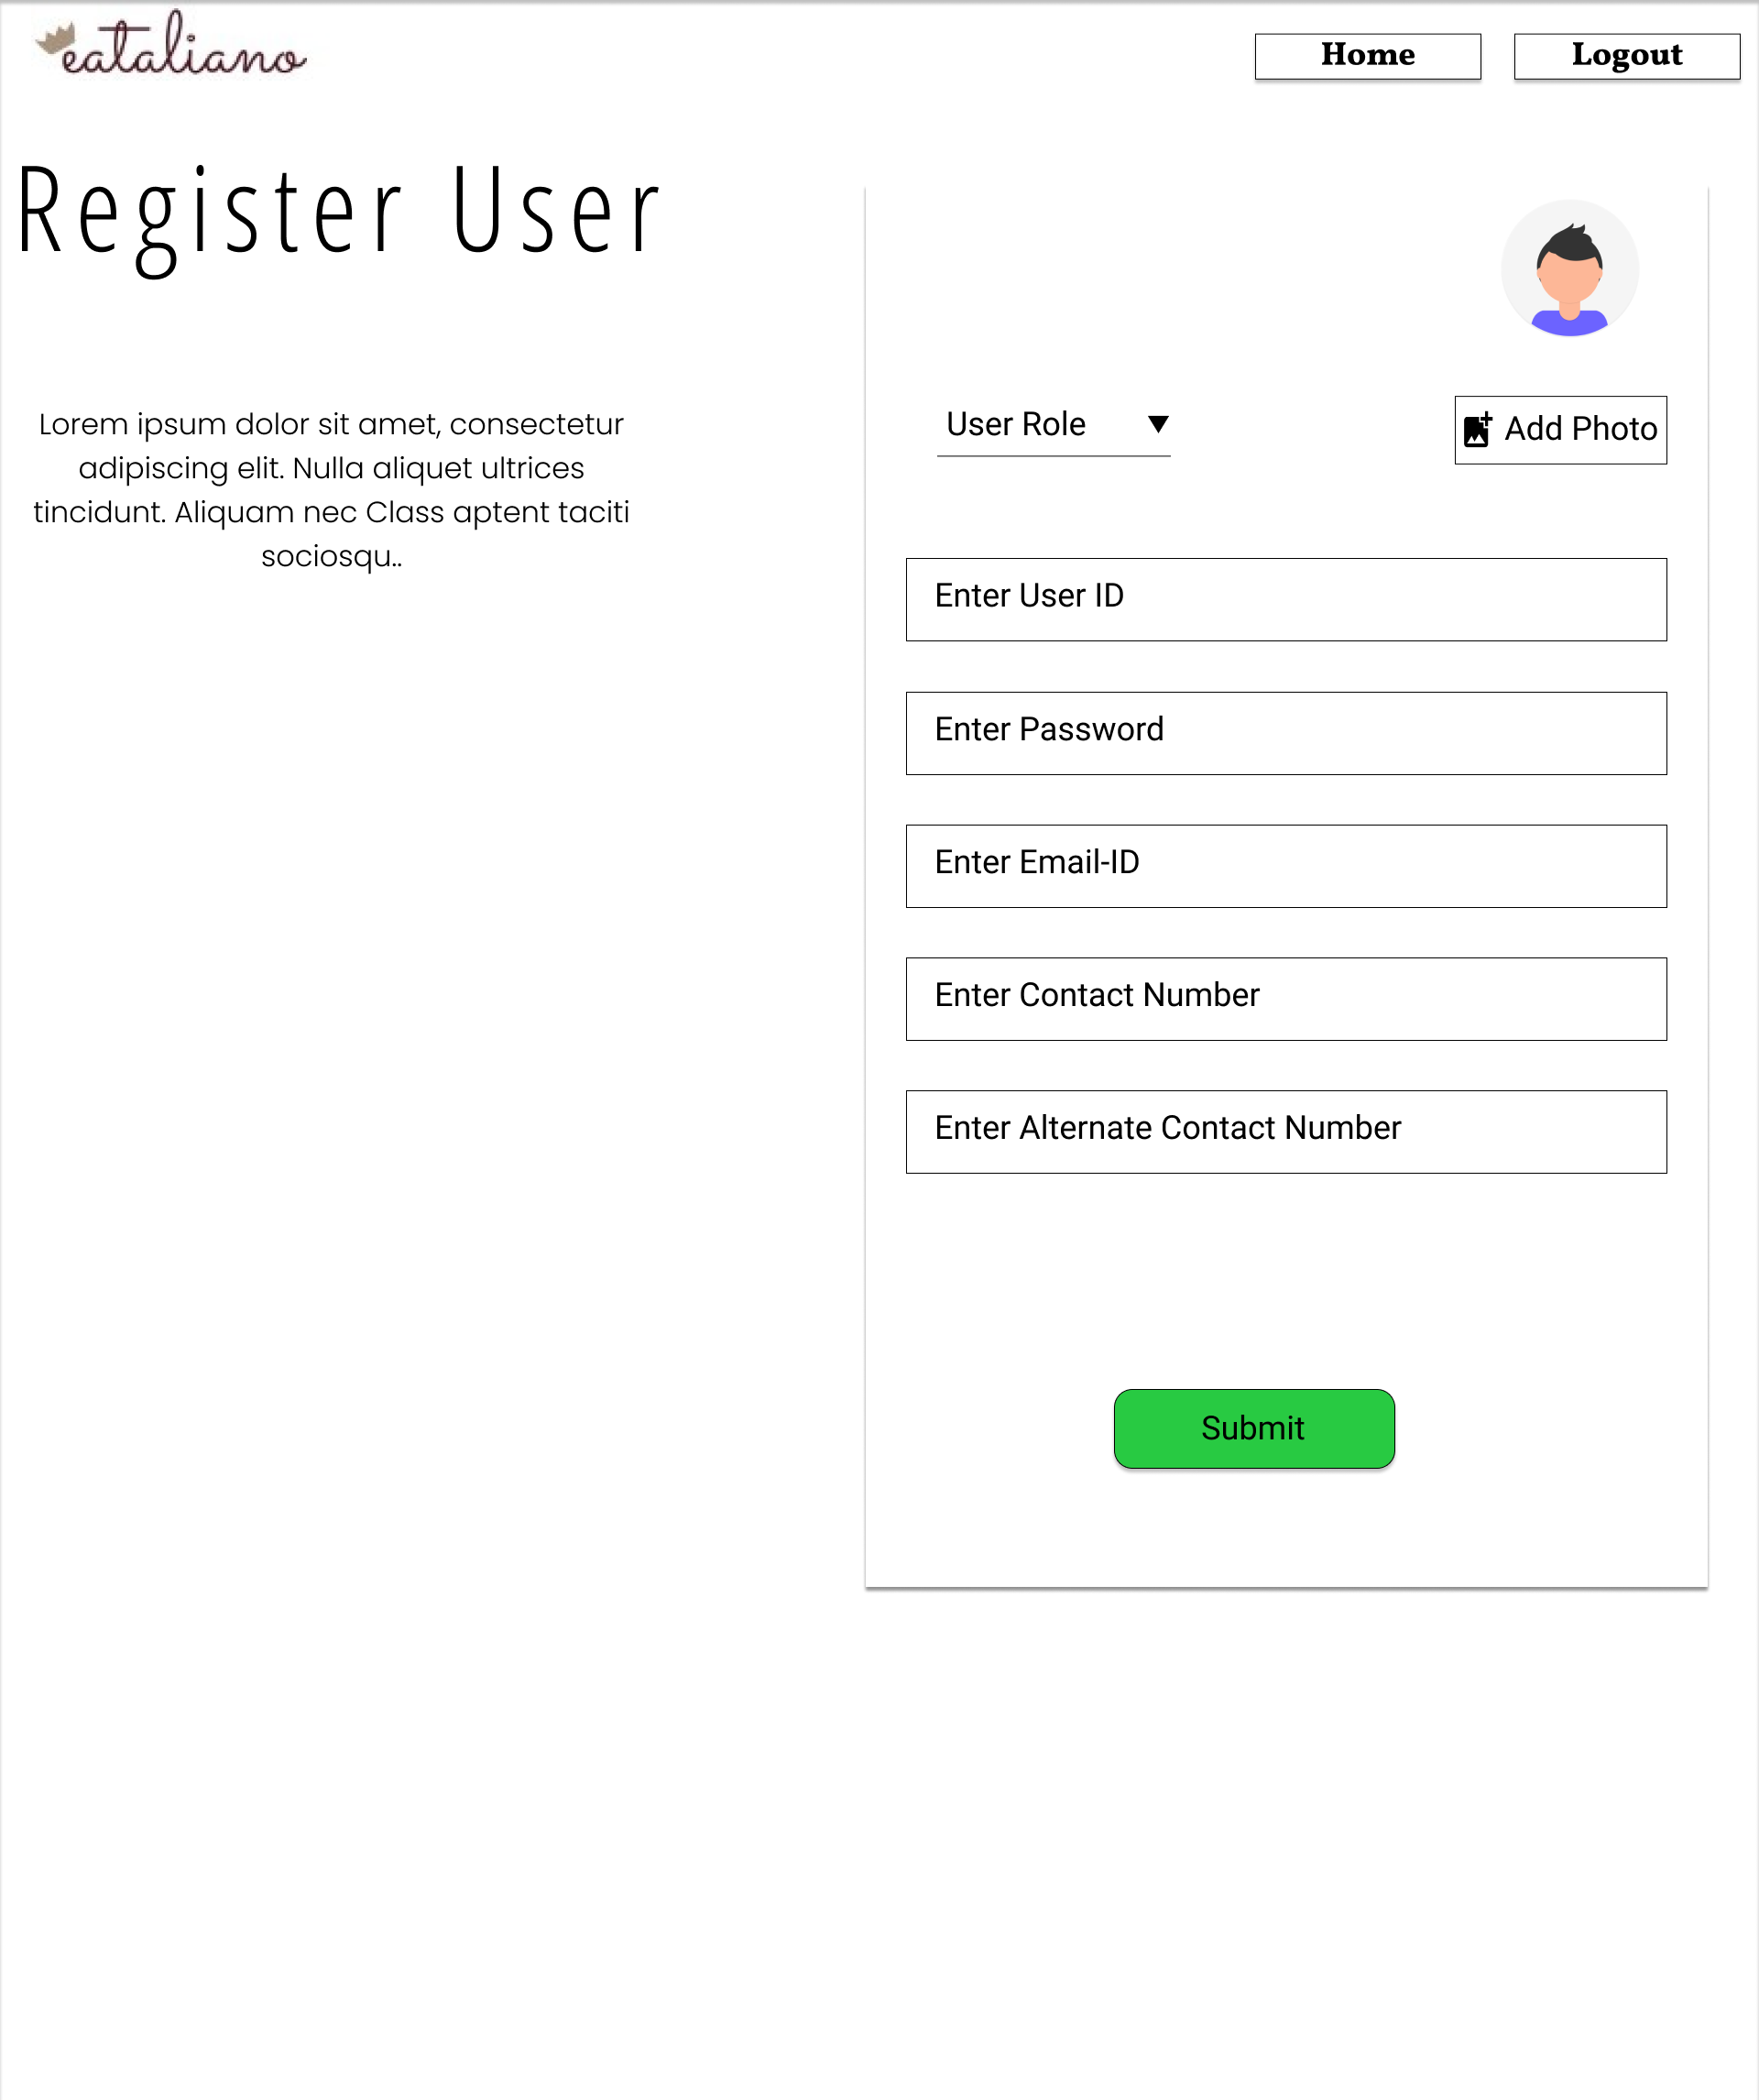 eataliano
Home
Logout
Register User
Lorem ipsum dolor sit amet, consectetur
adipiscing elit. Nulla aliquet ultrices
tincidunt. Aliquam nec Class aptent taciti
sociosqu..
User Role
Add Photo
Enter User ID
Enter Password
Enter Email-ID
Enter Contact Number
Enter Alternate Contact Number
Submit